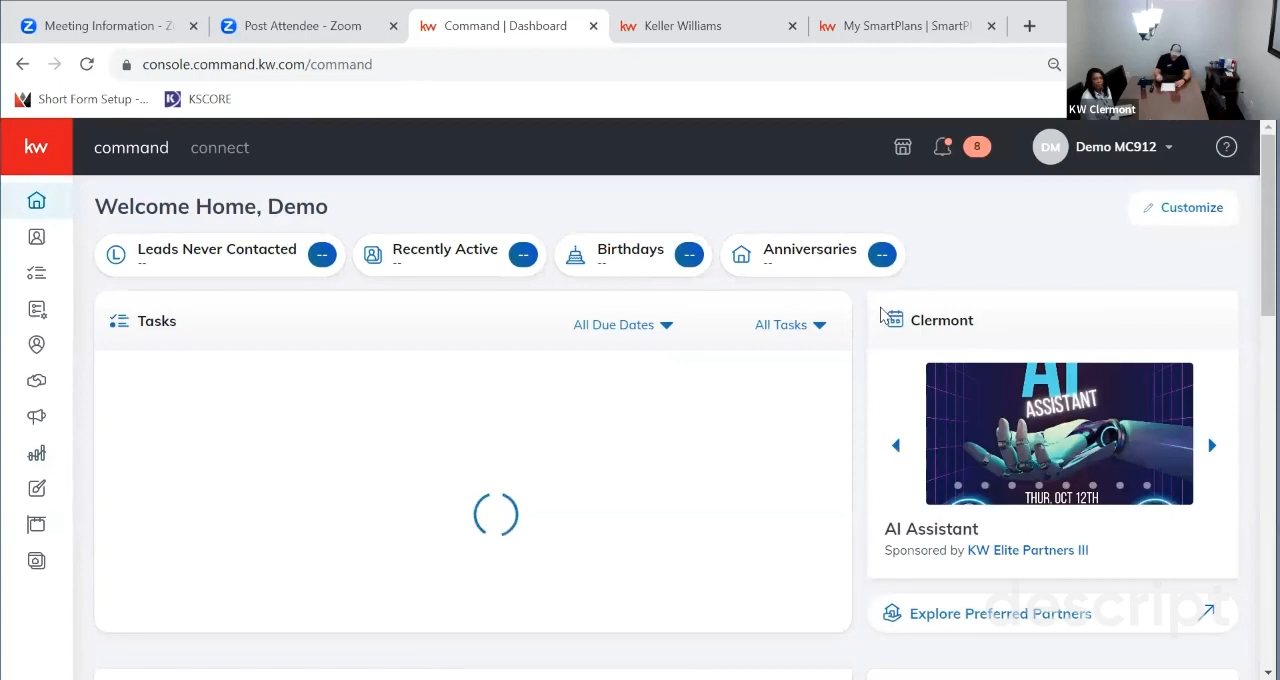 Meeting Information - Z
Post Attendee - Zoom
kw Command | Dashboard
kw Keller Williams
kw My SmartPlans | SmartPl
console.command.kw.com/command
Short Form Setup -...
KSCORE
KW Clermont
kw
command
connect
8
DM
Demo MC912
Welcome Home, Demo
Customize
Leads Never Contacted
--
--
Recently Active
--
--
Birthdays
--
--
Anniversaries
--
--
Tasks
All Due Dates
All Tasks
Clermont
AI
ASSISTANT
THUR, OCT 12TH
AI Assistant
Sponsored by KW Elite Partners III
Explore Preferred Partners
descript